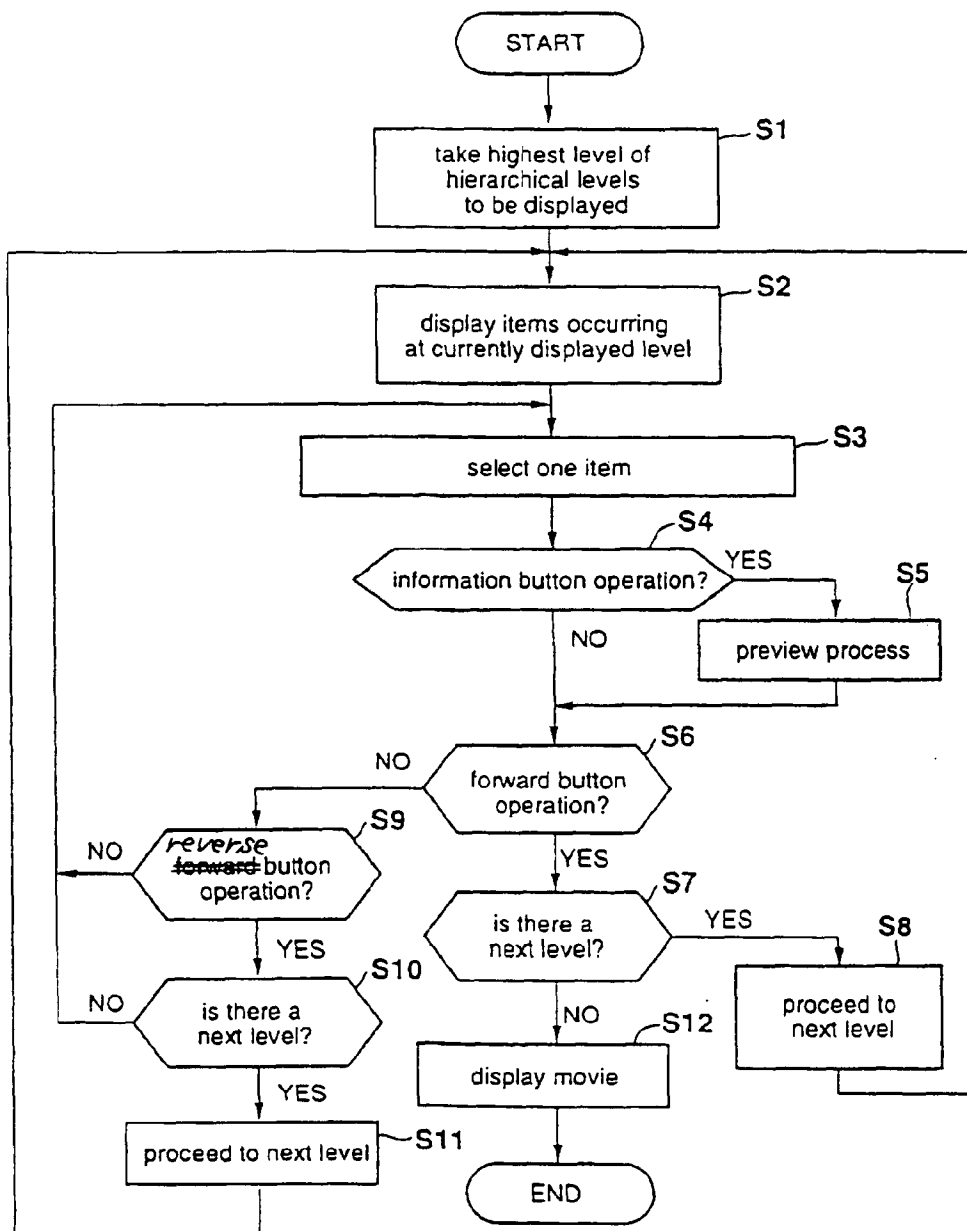 START
S1
take highest level of
hierarchical levels
to be displayed
S2
display items occurring
at currently displayed level
S3
select one item
S4
information button operation?
YES
S5
NO
preview process
S6
NO
forward button
operation?
S9
reverse
forward button
operation?
NO
YES
S7
is there a
next level?
YES
S8
proceed to
next level
YES
S10
NO
is there a
next level?
NO
S12
display movie
YES
S11
proceed to next level
END